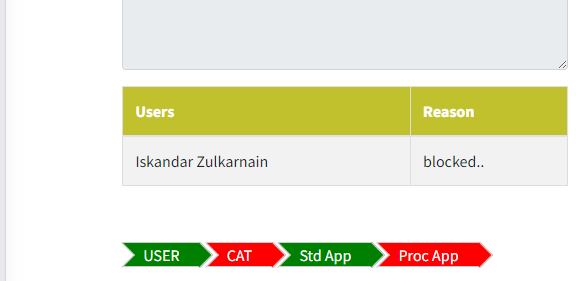 Users Reason
Iskandar Zulkarnain blocked..
USER CAT Std App Proc App